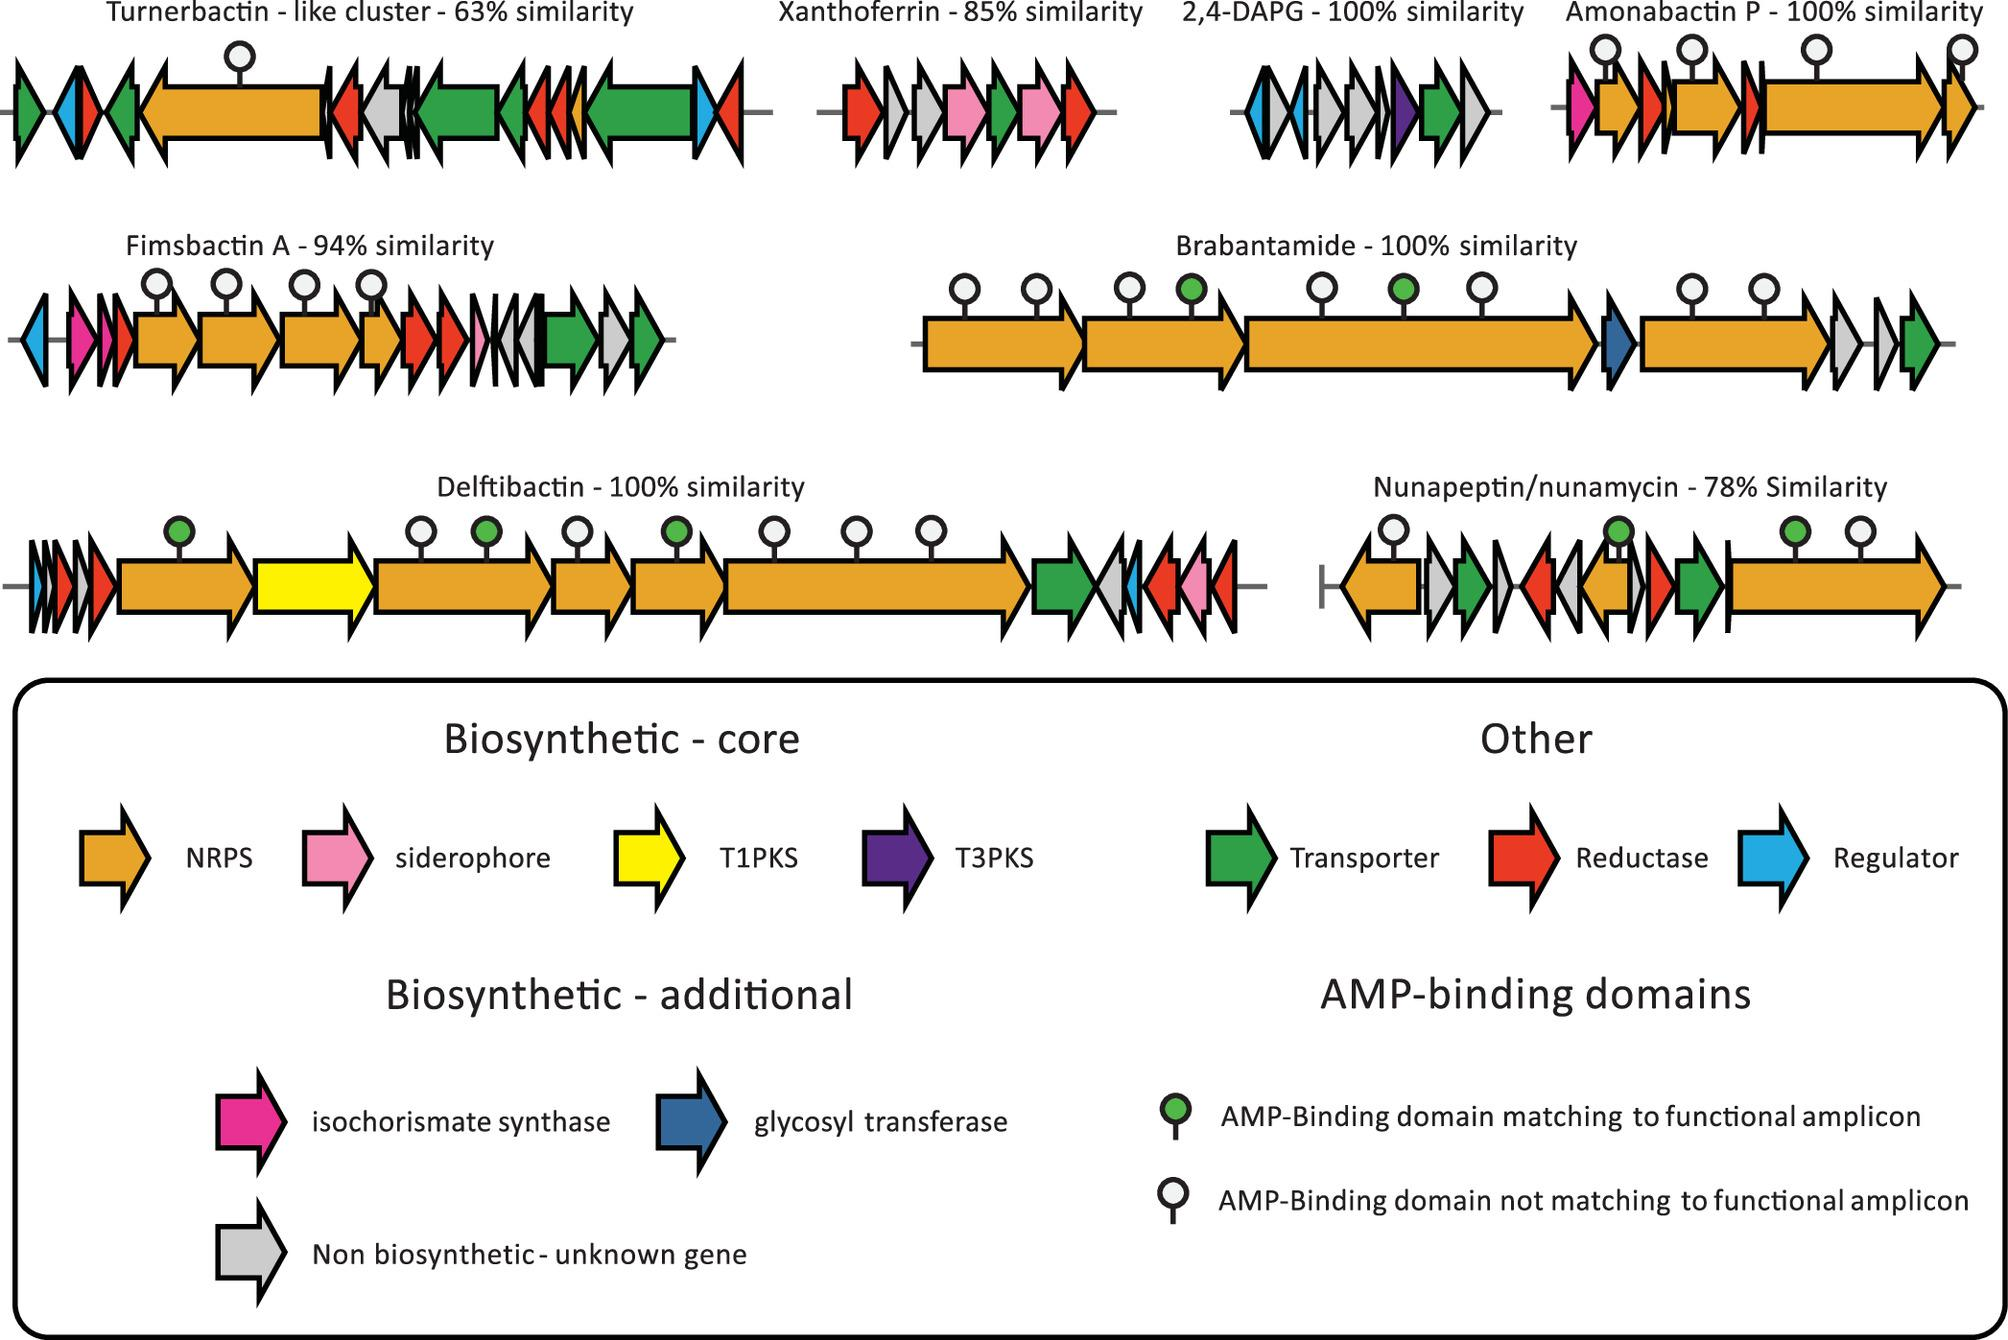 Turnerbactin - like cluster - 63% similarity
Xanthoferrin - 85% similarity
2,4-DAPG - 100% similarity
Amonabactin P - 100% similarity
Fimsbactin A - 94% similarity
Brabantamide - 100% similarity
Delftibactin - 100% similarity
Nunapeptin/nunamycin - 78% Similarity
Biosynthetic - core
Other
NRPS
siderophore
T1PKS
T3PKS
Transporter
Reductase
Regulator
Biosynthetic - additional
AMP-binding domains
isochorismate synthase
glycosyl transferase
AMP-Binding domain matching to functional amplicon
AMP-Binding domain not matching to functional amplicon
Non biosynthetic - unknown gene